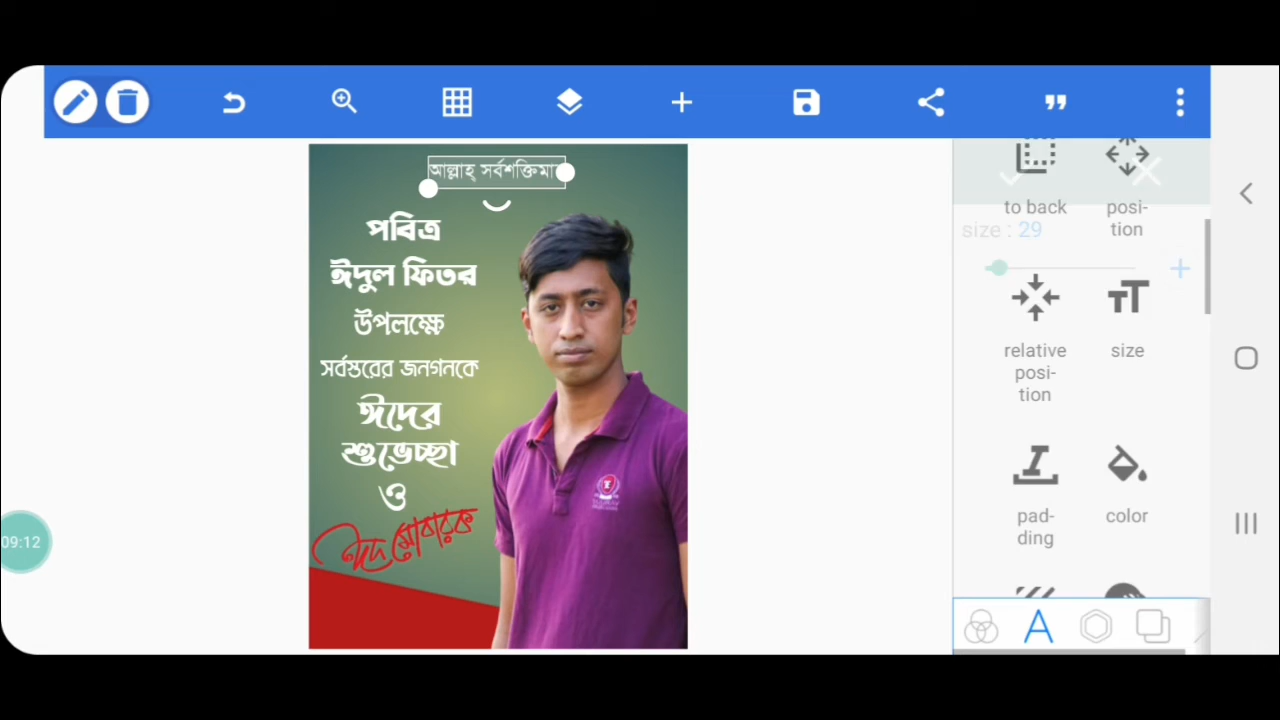 আল্লাহ্ সর্বশক্তিমা
পবিত্র
ঈদুল ফিতর
উপলক্ষে
সর্বস্তরের জনগনকে
ঈদের
শুভেচ্ছা
ও
ঈদ মোবারক
09:12
to back
posi-
tion
size : 29
relative
posi-
tion
size
pad-
ding
color